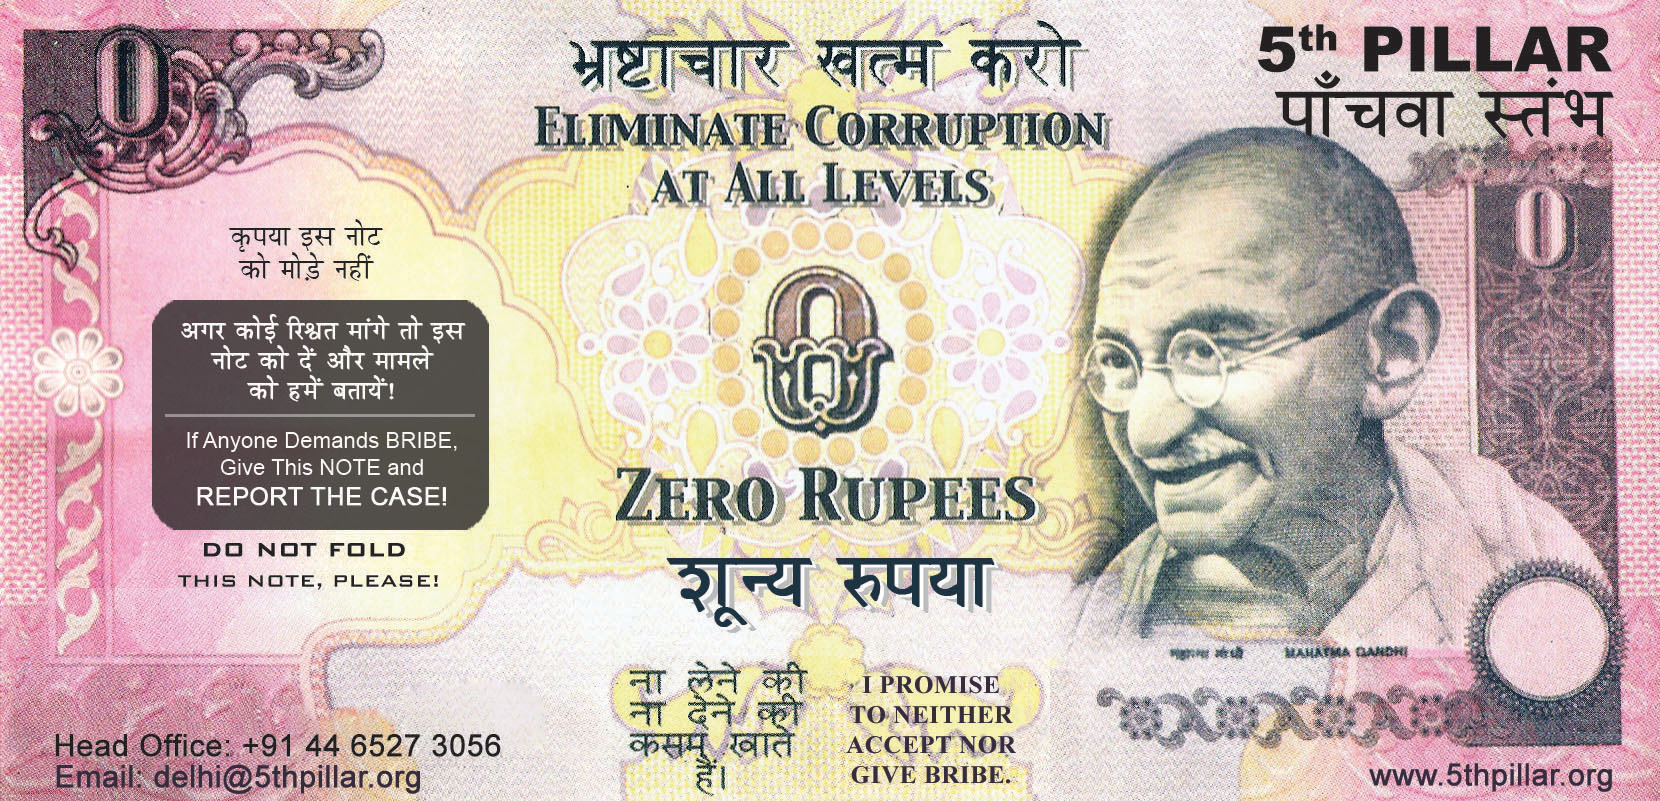 0
भ्रष्टाचार खत्म करो
ELIMINATE CORRUPTION
AT ALL LEVELS
5th PILLAR
पाँचवा स्तंभ
0
कृपया इस नोट
को मोड़े नहीं
अगर कोई रिश्वत मांगे तो इस
नोट को दें और मामले
को हमें बतायें!
If Anyone Demands BRIBE,
Give This NOTE and
REPORT THE CASE!
DO NOT FOLD
THIS NOTE, PLEASE!
0
ZERO RUPEES
शून्य रुपया
महात्मा गांधी MAHATMA GANDHI
ना लेने की
ना देने की
कसम खाते
हैं।
I PROMISE
TO NEITHER
ACCEPT NOR
GIVE BRIBE.
Head Office: +91 44 6527 3056
Email: delhi@5thpillar.org
www.5thpillar.org